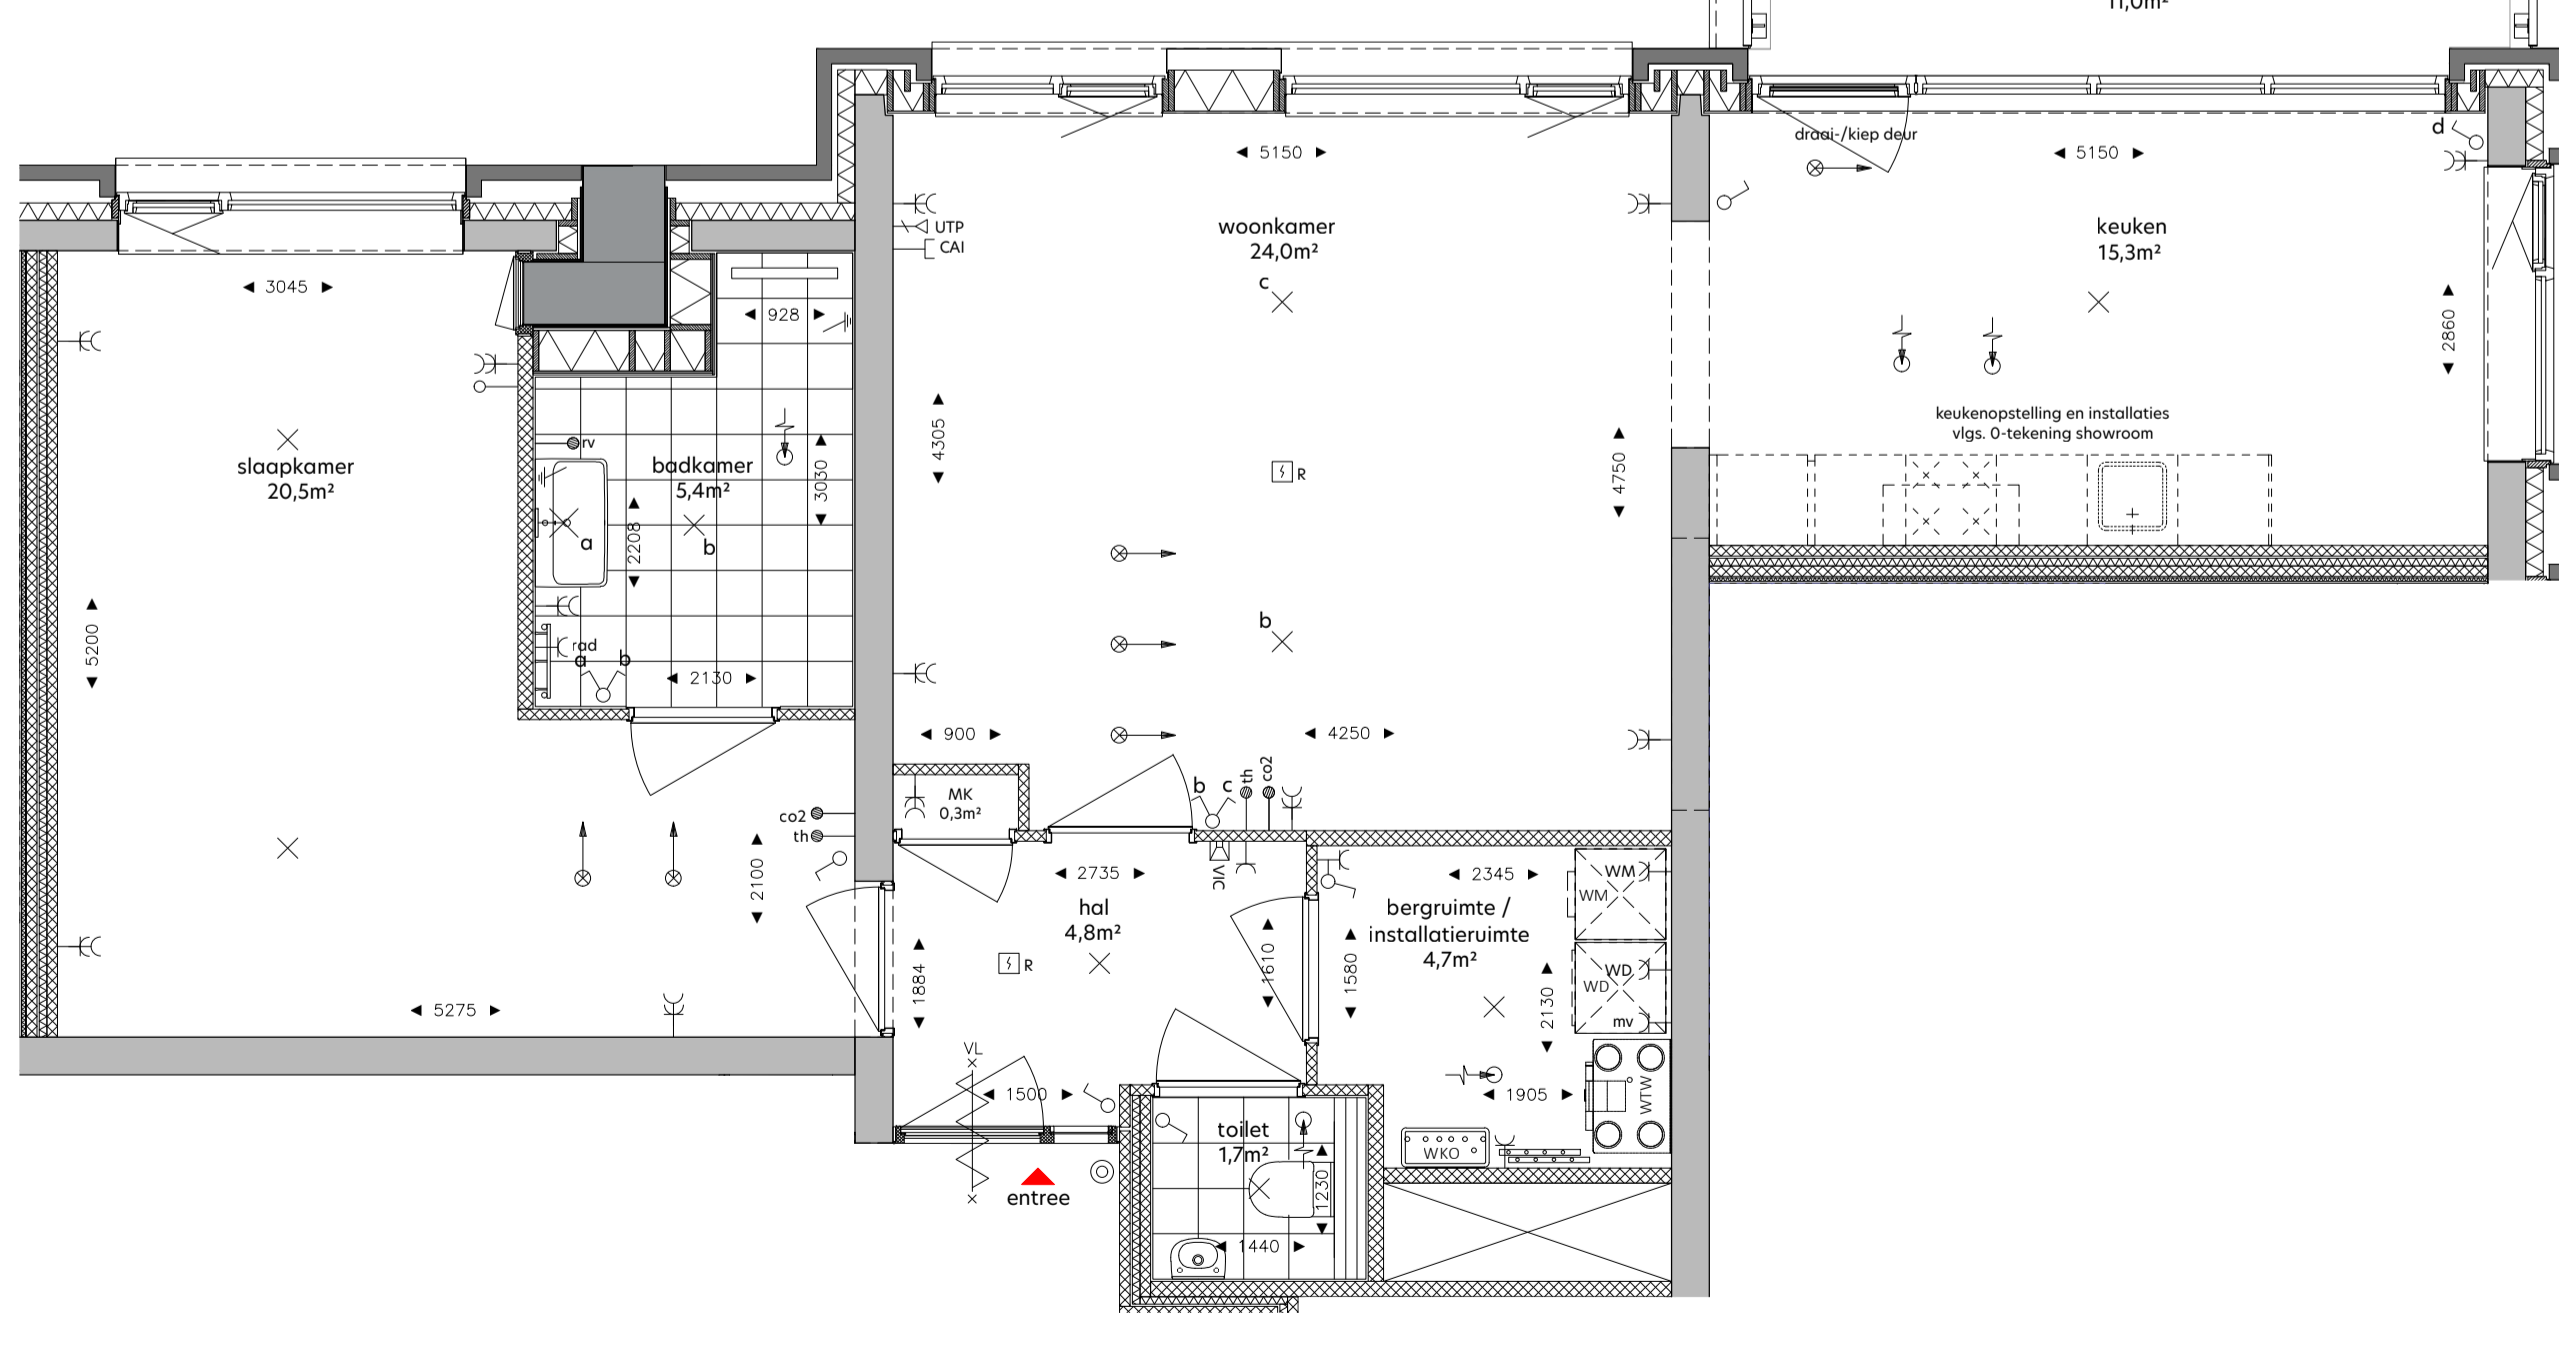 11,0m²
draai-/kiep deur
d
5150
5150
UTP
CAI
woonkamer
24,0m²
c
keuken
15,3m²
3045
928
2860
4305
4750
keukenopstelling en installaties
vlgs. 0-tekening showroom
rv
slaapkamer
20,5m²
badkamer
5,4m²
3030
R
2208
a
b
5200
b
rad
a
b
2130
900
4250
MK
0,3m²
b
c
th
co2
co2
th
2100
2735
VIC
2345
WM
WM
hal
4,8m²
bergruimte /
installatieruimte
4,7m²
R
1884
1610
1580
2130
WD
WD
mv
5275
VL
1500
1905
WTW
toilet
1,7m²
WKO
1230
entree
1440